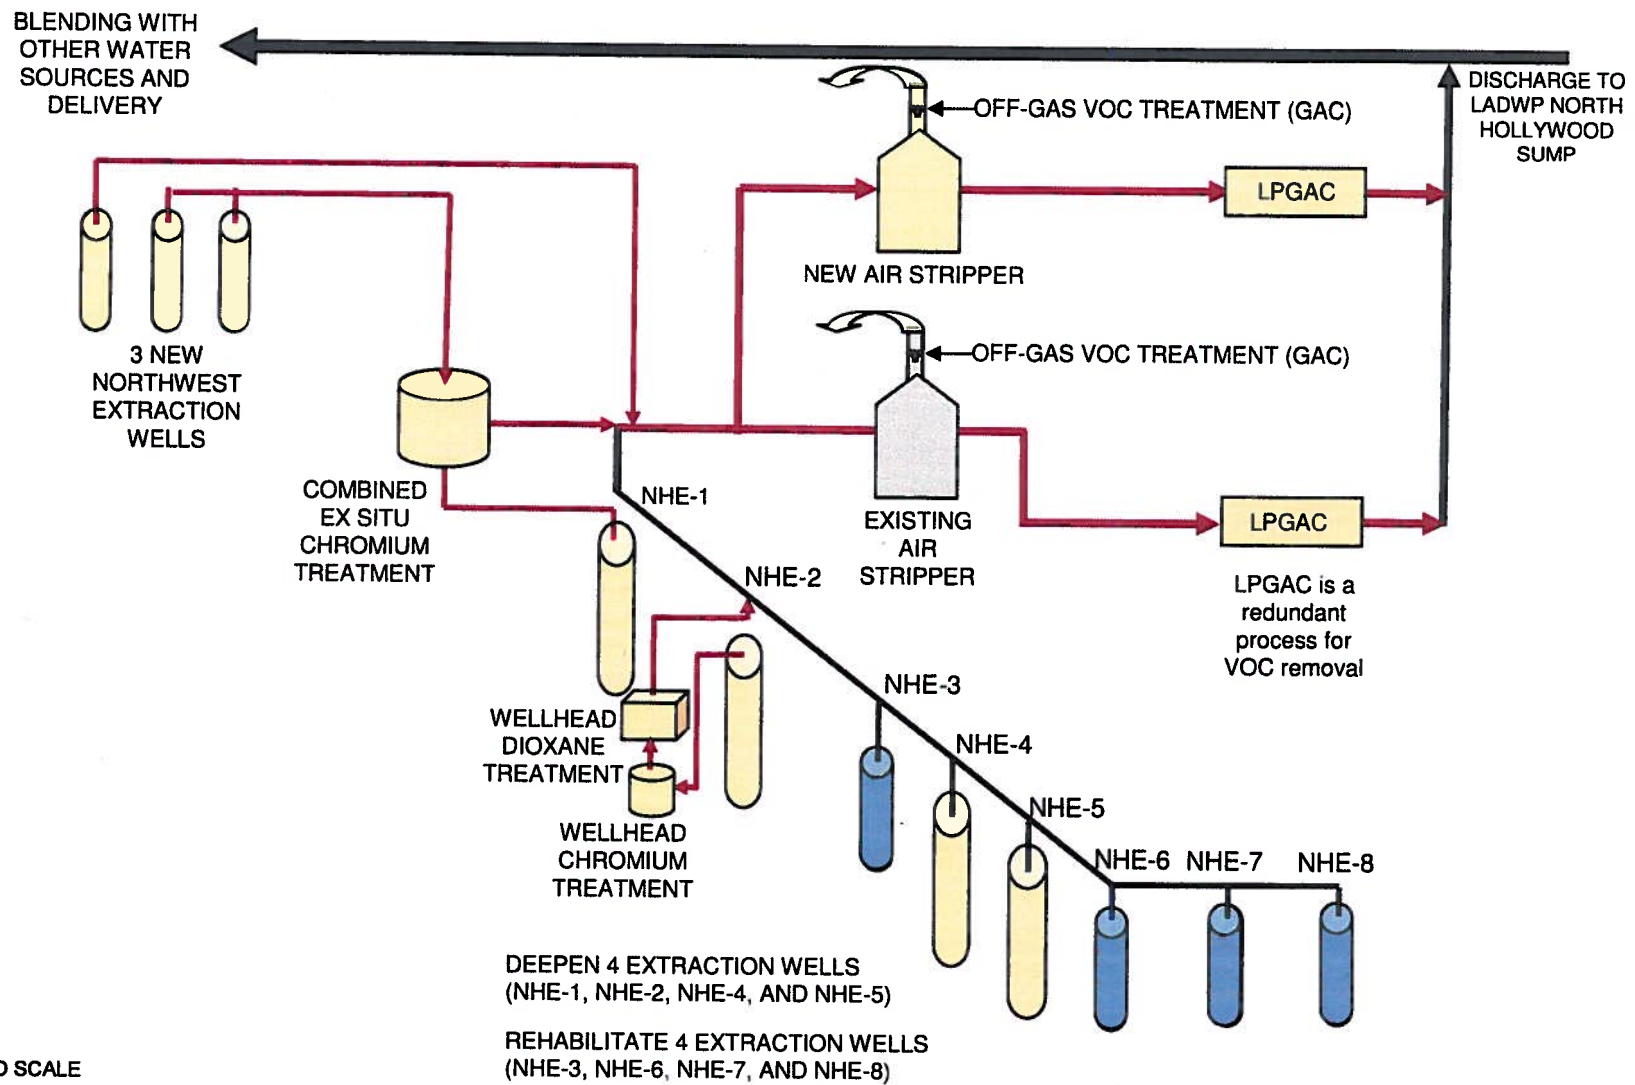 BLENDING WITH
OTHER WATER
SOURCES AND
DELIVERY
DISCHARGE TO
LADWP NORTH
HOLLYWOOD
SUMP
OFF-GAS VOC TREATMENT (GAC)
LPGAC
NEW AIR STRIPPER
3 NEW
NORTHWEST
EXTRACTION
WELLS
OFF-GAS VOC TREATMENT (GAC)
COMBINED
EX SITU
CHROMIUM
TREATMENT
NHE-1
EXISTING
AIR
STRIPPER
LPGAC
LPGAC is a
redundant
process for
VOC removal
NHE-2
NHE-3
WELLHEAD
DIOXANE
TREATMENT
NHE-4
NHE-5
WELLHEAD
CHROMIUM
TREATMENT
NHE-6
NHE-7
NHE-8
DEEPEN 4 EXTRACTION WELLS
(NHE-1, NHE-2, NHE-4, AND NHE-5)
REHABILITATE 4 EXTRACTION WELLS
(NHE-3, NHE-6, NHE-7, AND NHE-8)
SCALE